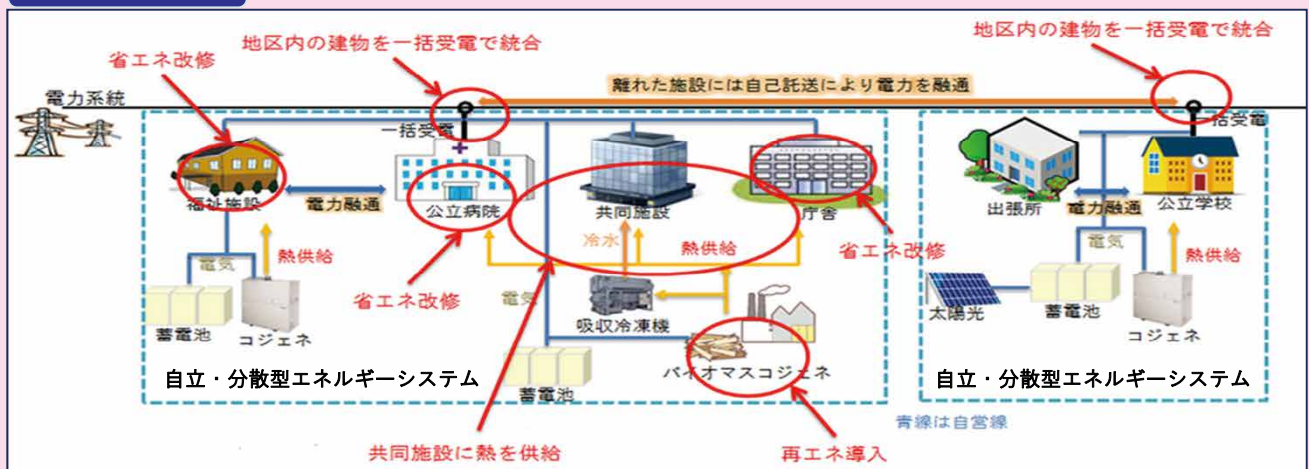 地区内の建物を一括受電で統合
地区内の建物を一括受電で統合
省エネ改修
離れた施設には自己託送により電力を融通
電力系統
一括受電
一括受電
福祉施設
電力融通
公立病院
共同施設
庁舎
出張所
電力融通
公立学校
冷水
熱供給
省エネ改修
電気
熱供給
電気
熱供給
省エネ改修
電気
吸収冷凍機
太陽光
蓄電池
コジェネ
蓄電池
コジェネ
バイオマスコジェネ
自立・分散型エネルギーシステム
自立・分散型エネルギーシステム
蓄電池
青線は自営線
共同施設に熱を供給
再エネ導入